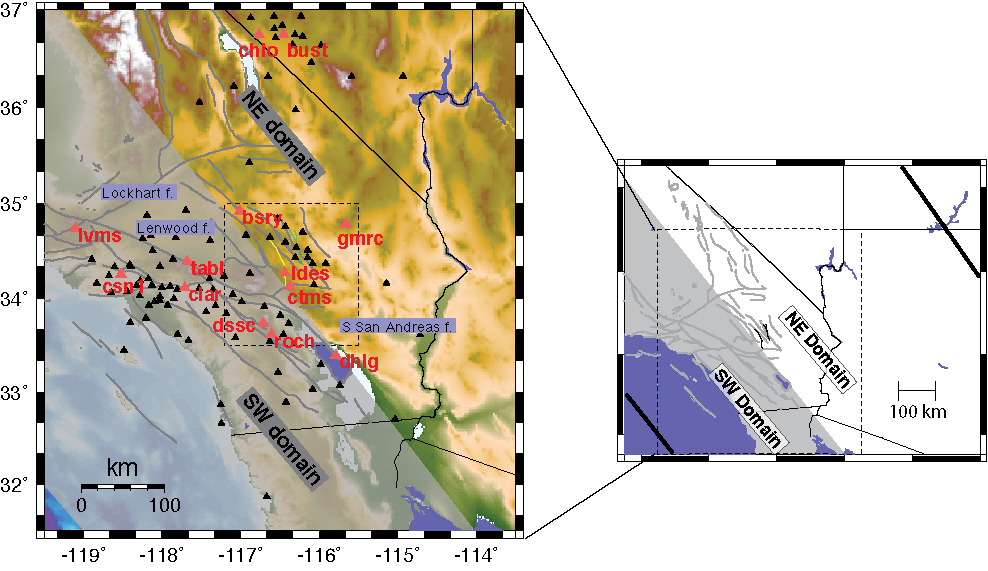 37°
36°
35°
34°
33°
32°
chlo bust
NE domain
Lockhart f.
Lenwood f.
bsry
gmrc
lvms
tabl
ldes
csn1
clar
ctms
dssc
roch
S San Andreas f.
dhlg
SW domain
km
0 100
-119° -118° -117° -116° -115° -114°
NE Domain
SW Domain
100 km